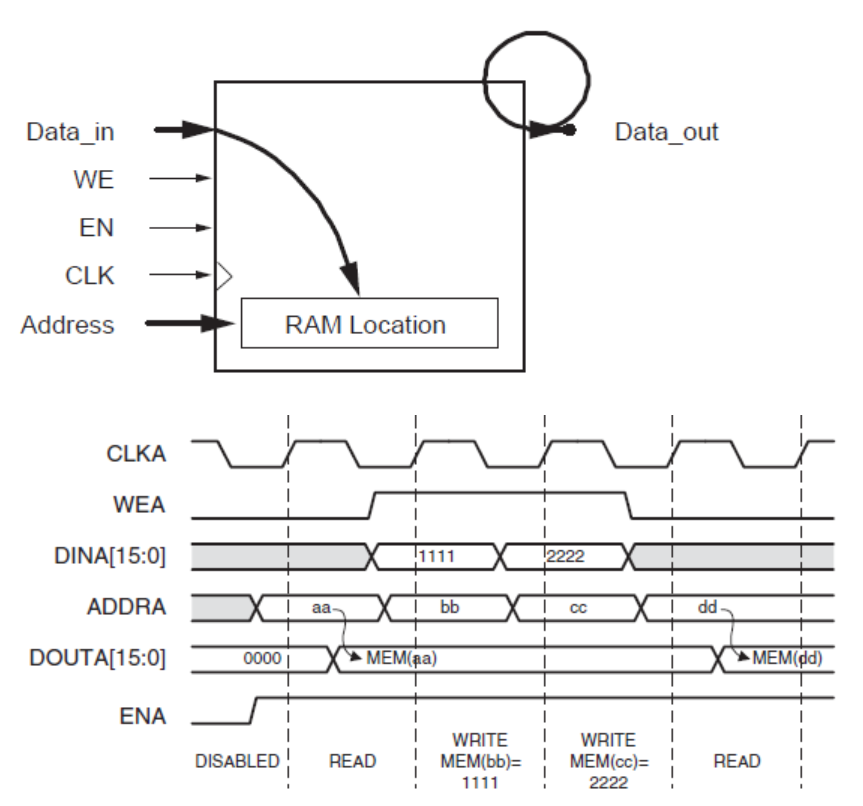 Data_in
Data_out
WE
EN
CLK
Address
RAM Location
CLKA
WEA
DINA[15:0]
1111
2222
ADDRA
aa
bb
cc
dd
DOUTA[15:0]
0000
MEM(aa)
MEM(dd)
ENA
DISABLED
READ
WRITE
MEM(bb)=
1111
WRITE
MEM(cc)=
2222
READ